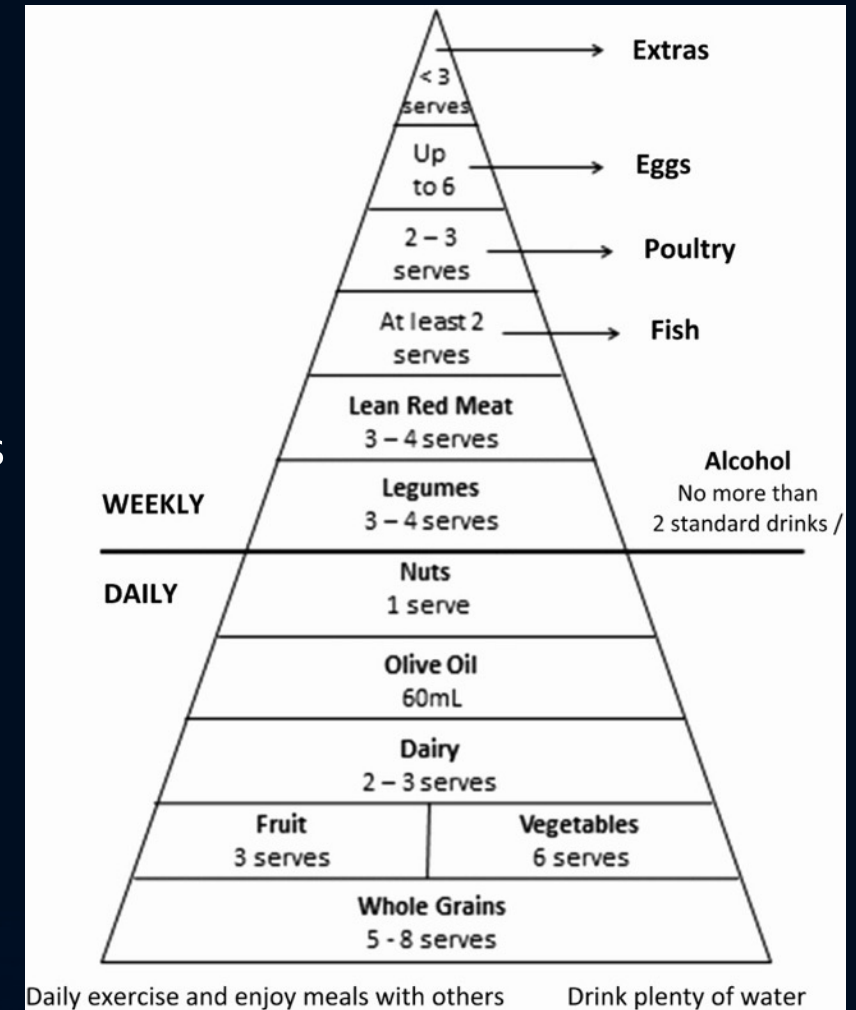 Extras
< 3
serves
Up
to 6
Eggs
2 – 3
serves
Poultry
At least 2
serves
Fish
Lean Red Meat
3 – 4 serves
Legumes
3 – 4 serves
Alcohol
No more than
2 standard drinks /
WEEKLY
DAILY
Nuts
1 serve
Olive Oil
60mL
Dairy
2 – 3 serves
Fruit
3 serves
Vegetables
6 serves
Whole Grains
5 - 8 serves
Daily exercise and enjoy meals with others
Drink plenty of water